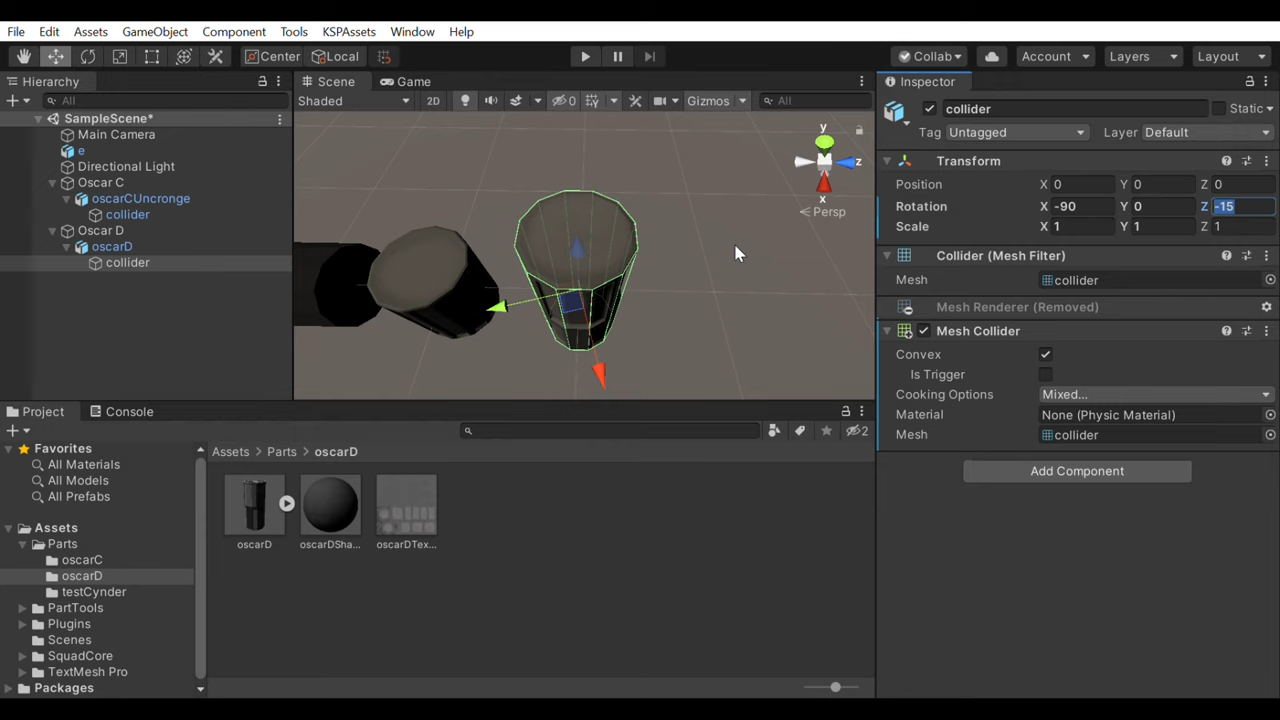 File Edit Assets GameObject Component Tools KSPAssets Window Help
Center Local Collab Account Layers Layout
Hierarchy
All
SampleScene*
Main Camera
e
Directional Light
Oscar C
oscarCUncronge
collider
Oscar D
oscarD
collider
Scene Game
Shaded 2D 0 Gizmos All
y
z
x
Persp
Inspector
collider Static
Tag Untagged Layer Default
Transform
Position X 0 Y 0 Z 0
Rotation X -90 Y 0 Z -15
Scale X 1 Y 1 Z 1
Collider (Mesh Filter)
Mesh collider
Mesh Renderer (Removed)
Mesh Collider
Convex
Is Trigger
Cooking Options Mixed...
Material None (Physic Material)
Mesh collider
Add Component
Project Console
2
Favorites
All Materials
All Models
All Prefabs
Assets
Parts
oscarC
oscarD
testCynder
PartTools
Plugins
Scenes
SquadCore
TextMesh Pro
Packages
Assets Parts oscarD
oscarD oscarDSha... oscarDTex...